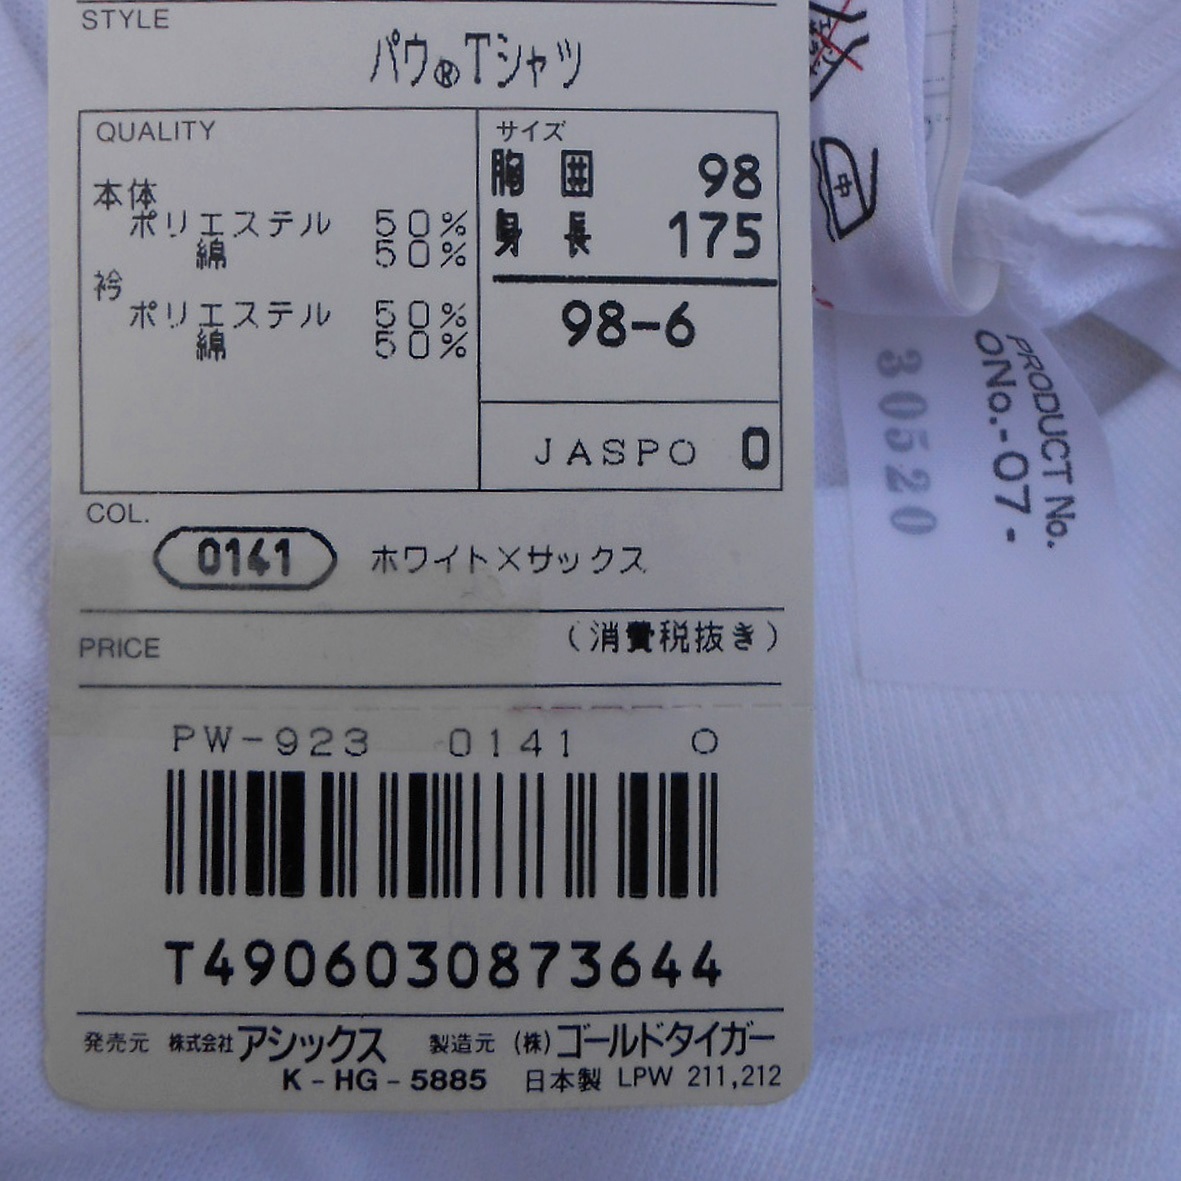 STYLE
パウ®Tシャツ
QUALITY
本体
ポリエステル 50%
綿 50%
衿
ポリエステル 50%
綿 50%
サイズ
胸囲 98
身長 175
98-6
JASPO O
COL.
0141 ホワイト×サックス
PRICE (消費税抜き)
PW-923 0141 O
T4906030873644
発売元 株式会社アシックス 製造元 (株)ゴールドタイガー
K-HG-5885 日本製 LPW 211,212
中
PRODUCT No.
ONo.-07-
30520